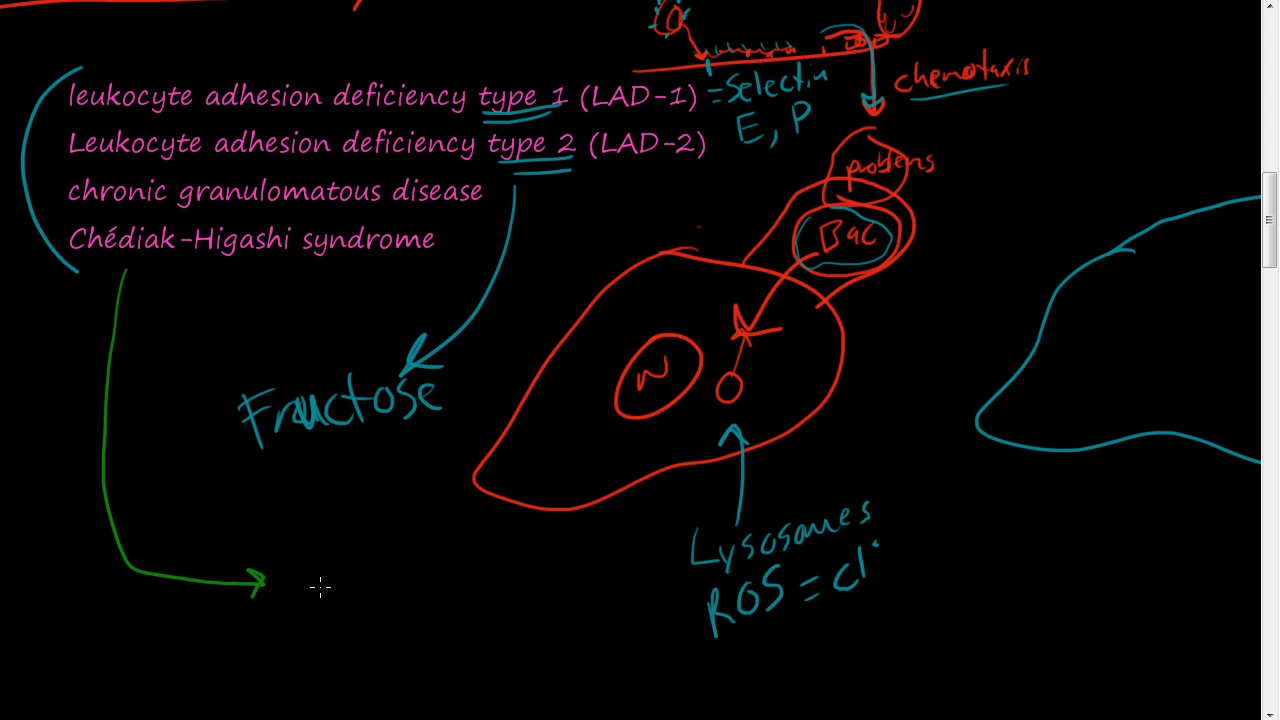 leukocyte adhesion deficiency type 1 (LAD-1)
Leukocyte adhesion deficiency type 2 (LAD-2)
chronic granulomatous disease
Chédiak-Higashi syndrome
=Selectin
E, P
chemotaxis
Bac
N
Fructose
Lysosomes
ROS = cl·